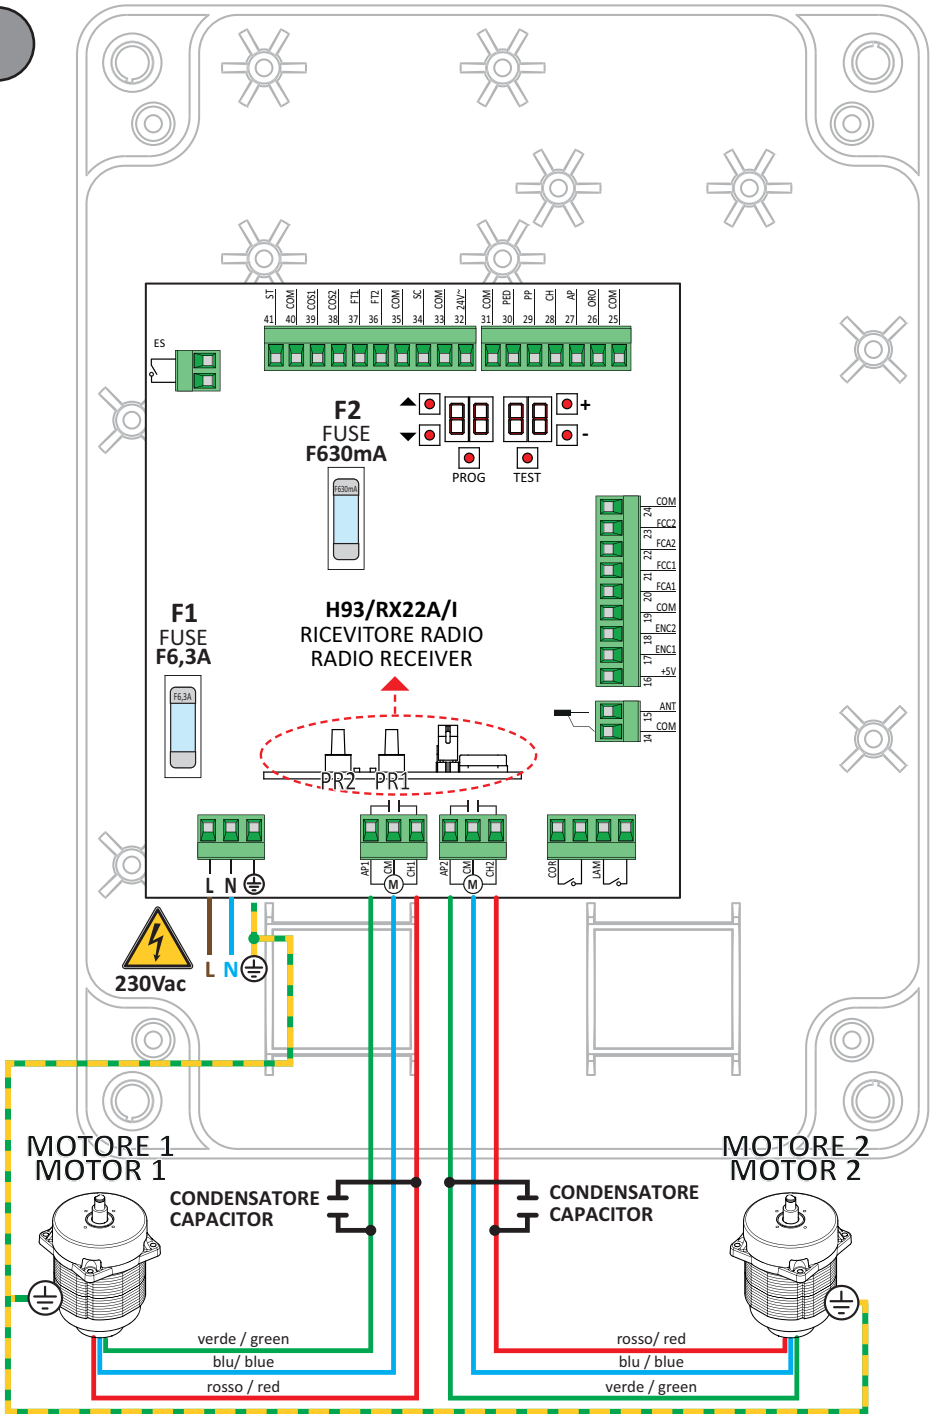 ST COM COS1 COS2 FT1 FT2 COM SC COM 24V~ COM PED PP CH AP ORO COM
41 40 39 38 37 36 35 34 33 32 31 30 29 28 27 26 25
ES
F2
FUSE
F630mA
F630mA
+
-
PROG TEST
COM
24
FCC2
23
FCA2
22
FCC1
21
FCA1
20
COM
19
ENC2
18
ENC1
17
+5V
16
ANT
15
COM
14
H93/RX22A/I
RICEVITORE RADIO
RADIO RECEIVER
F1
FUSE
F6,3A
F6,3A
PR2 PR1
AP1 CM CH1 AP2 CM CH2 COR LAM
M M
L N
L N
230Vac
MOTORE 1
MOTOR 1
MOTORE 2
MOTOR 2
CONDENSATORE
CAPACITOR
CONDENSATORE
CAPACITOR
verde / green
blu/ blue
rosso / red
rosso/ red
blu / blue
verde / green